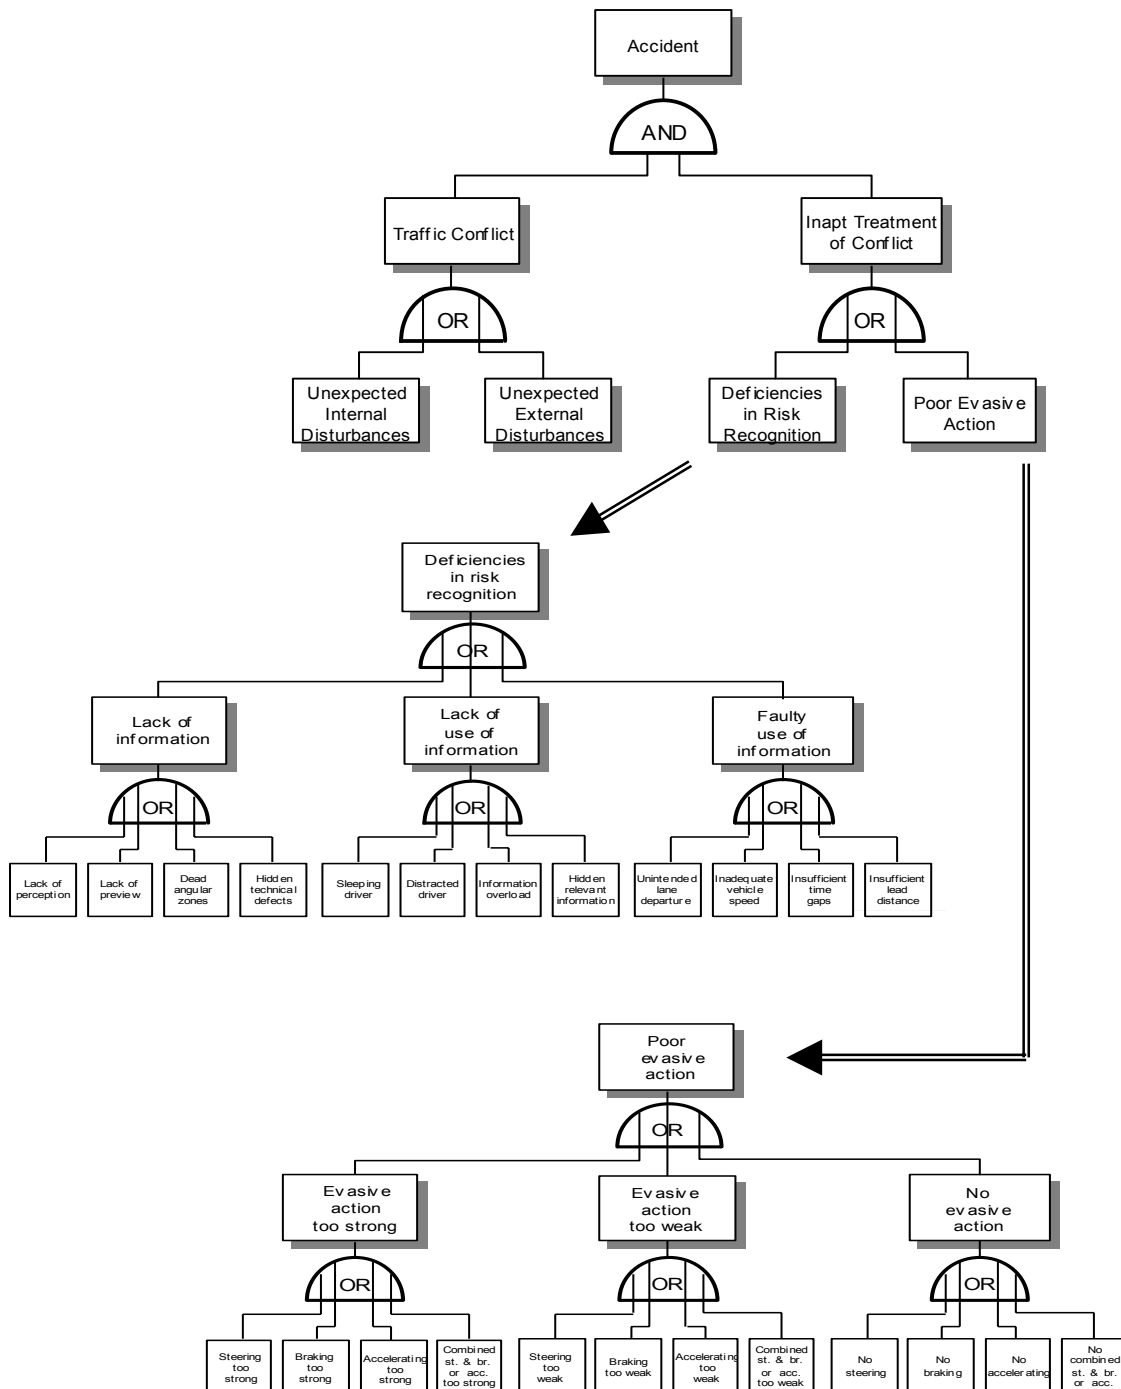 Accident
AND
Traffic Conflict
Inapt Treatment
of Conflict
OR
OR
Unexpected
Internal
Disturbances
Unexpected
External
Disturbances
Deficiencies
in Risk
Recognition
Poor Evasive
Action
Deficiencies
in risk
recognition
OR
Lack of
information
Lack of
use of
information
Faulty
use of
information
OR
OR
OR
Lack of
perception
Lack of
preview
Dead
angular
zones
Hidden
technical
defects
Sleeping
driver
Distracted
driver
Information
overload
Hidden
relevant
information
Unintended
lane
departure
Inadequate
vehicle
speed
Insufficient
time
gaps
Insufficient
lead
distance
Poor
evasive
action
OR
Evasive
action
too strong
Evasive
action
too weak
No
evasive
action
OR
OR
OR
Steering
too
strong
Braking
too
strong
Accelerating
too
strong
Combined
st. & br.
or acc.
too strong
Steering
too
weak
Braking
too weak
Accelerating
too
weak
Combined
st. & br.
or acc.
too weak
No
steering
No
braking
No
accelerating
No
combined
st. & br.
or acc.